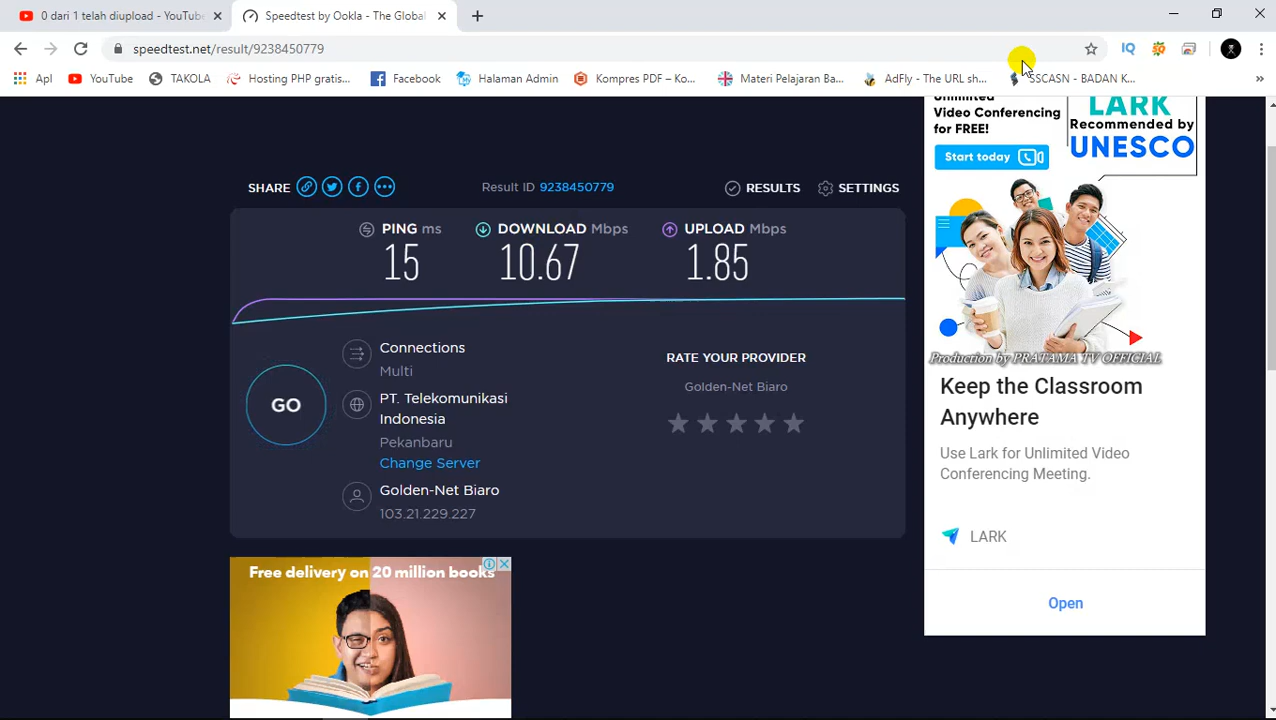 0 dari 1 telah diupload - YouTube
Speedtest by Ookla - The Global
speedtest.net/result/9238450779
Apl
YouTube
TAKOLA
Hosting PHP gratis...
Facebook
Halaman Admin
Kompres PDF – Ko...
Materi Pelajaran Ba...
AdFly - The URL sh...
SSCASN - BADAN K...
»
SHARE
Result ID 9238450779
RESULTS
SETTINGS
PING ms
DOWNLOAD Mbps
UPLOAD Mbps
15
10.67
1.85
Connections
Multi
PT. Telekomunikasi
Indonesia
Pekanbaru
Change Server
Golden-Net Biaro
103.21.229.227
GO
RATE YOUR PROVIDER
Golden-Net Biaro
Free delivery on 20 million books
Unlimited
Video Conferencing
for FREE!
Start today
LARK
Recommended by
UNESCO
Production by PRATAMA TV OFFICIAL
Keep the Classroom
Anywhere
Use Lark for Unlimited Video
Conferencing Meeting.
LARK
Open